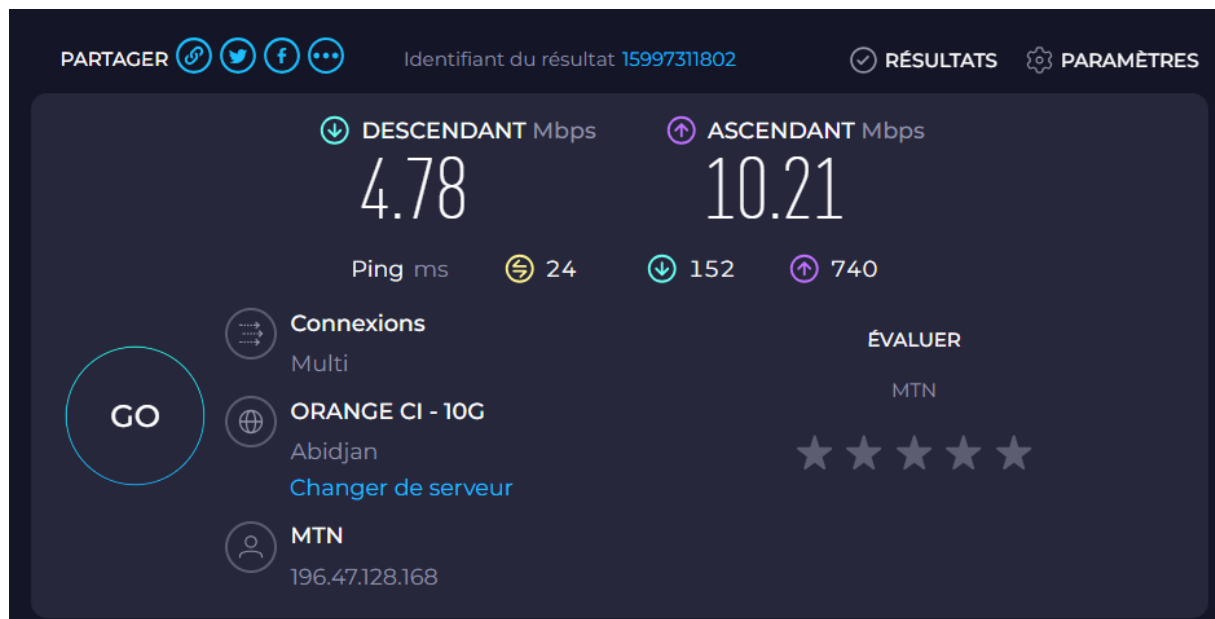 PARTAGER Identifiant du résultat 15997311802 RÉSULTATS PARAMÈTRES
DESCENDANT Mbps ASCENDANT Mbps
4.78 10.21
Ping ms 24 152 740
Connexions
Multi
ÉVALUER
MTN
GO
ORANGE CI - 10G
Abidjan
Changer de serveur
MTN
196.47.128.168